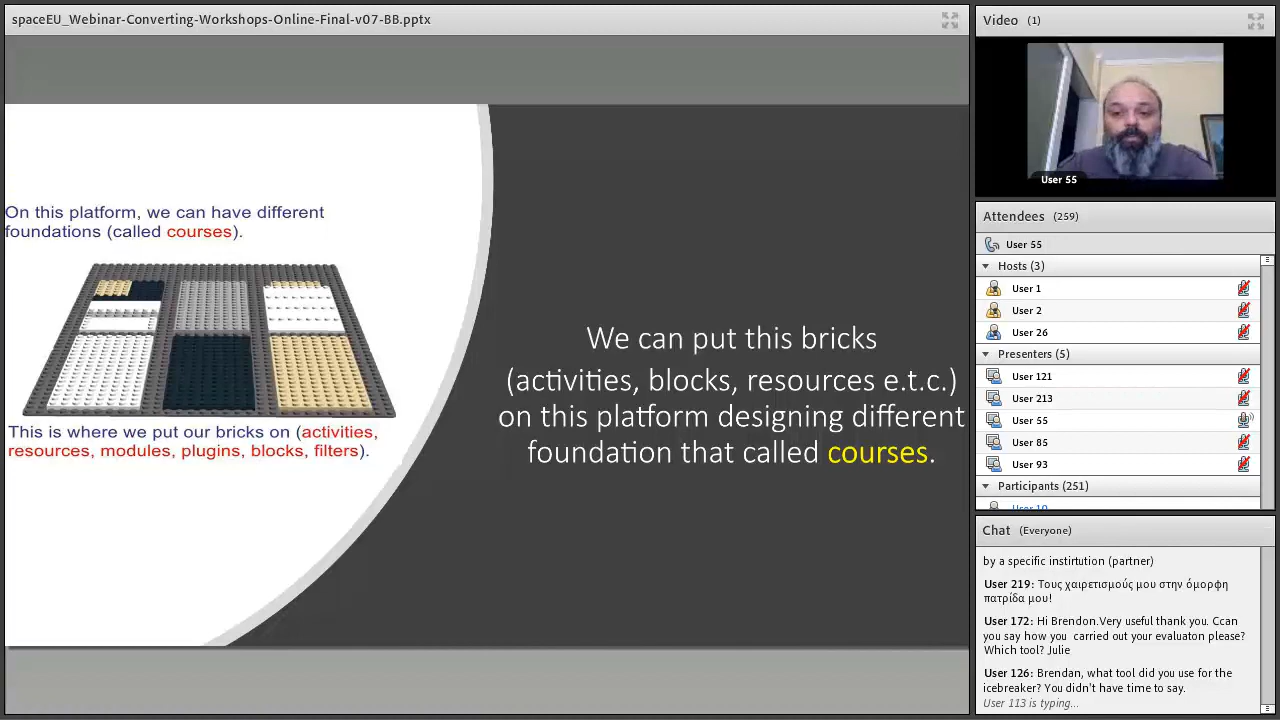 spaceEU_Webinar-Converting-Workshops-Online-Final-v07-BB.pptx
On this platform, we can have different
foundations (called courses).
This is where we put our bricks on (activities,
resources, modules, plugins, blocks, filters).
We can put this bricks
(activities, blocks, resources e.t.c.)
on this platform designing different
foundation that called courses.
Video (1)
User 55
Attendees (259)
User 55
Hosts (3)
User 1
User 2
User 26
Presenters (5)
User 121
User 213
User 55
User 85
User 93
Participants (251)
User 10
Chat (Everyone)
by a specific instirtution (partner)
User 219: Τους χαιρετισμούς μου στην όμορφη
πατρίδα μου!
User 172: Hi Brendon.Very useful thank you. Ccan
you say how you carried out your evaluaton please?
Which tool? Julie
User 126: Brendan, what tool did you use for the
icebreaker? You didn't have time to say.
User 113 is typing...